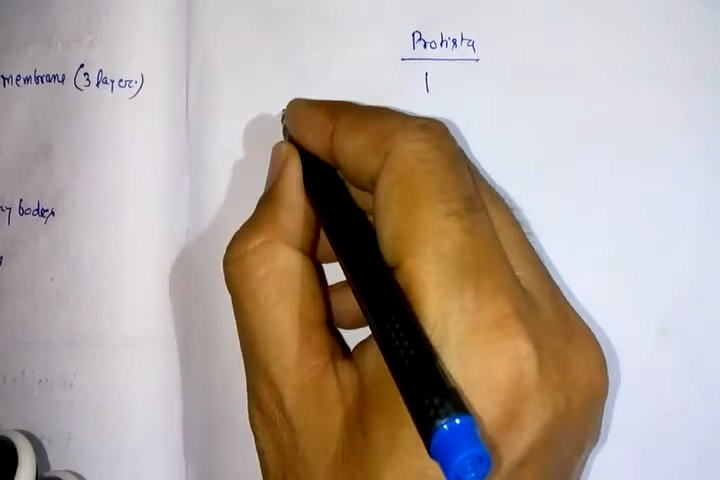 membrane (3 layer.)
y bodies
Protista